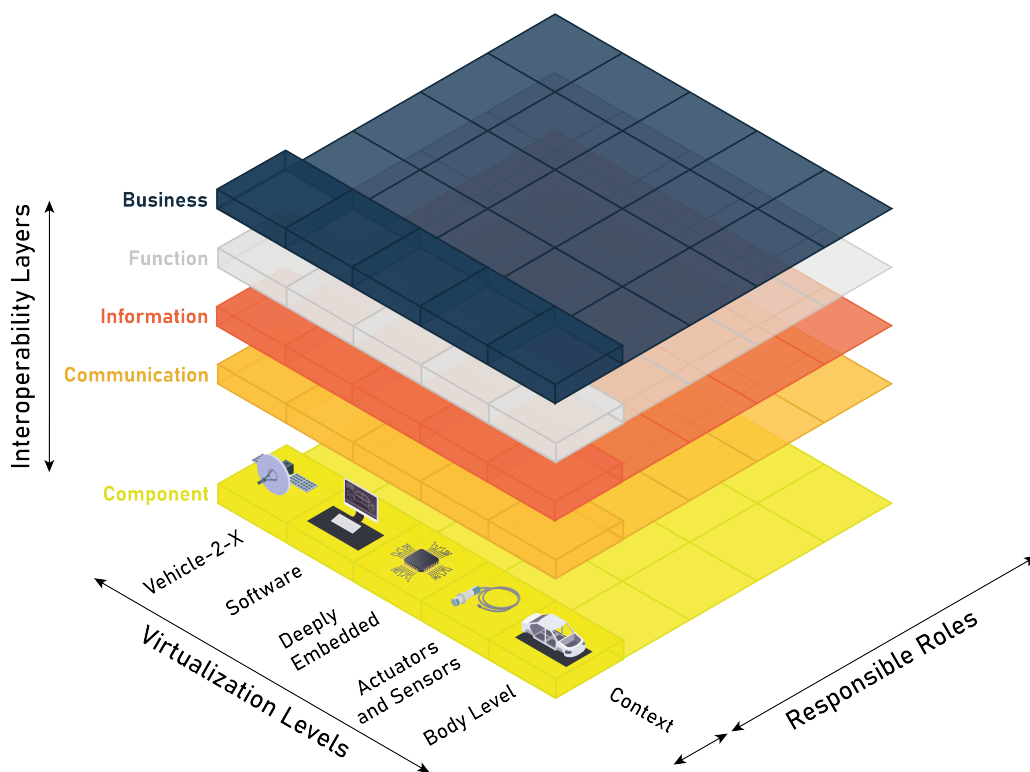 Interoperability Layers
Business
Function
Information
Communication
Component
Vehicle-2-X
Software
Deeply
Embedded
Actuators
and Sensors
Body Level
Context
Virtualization Levels
Responsible Roles